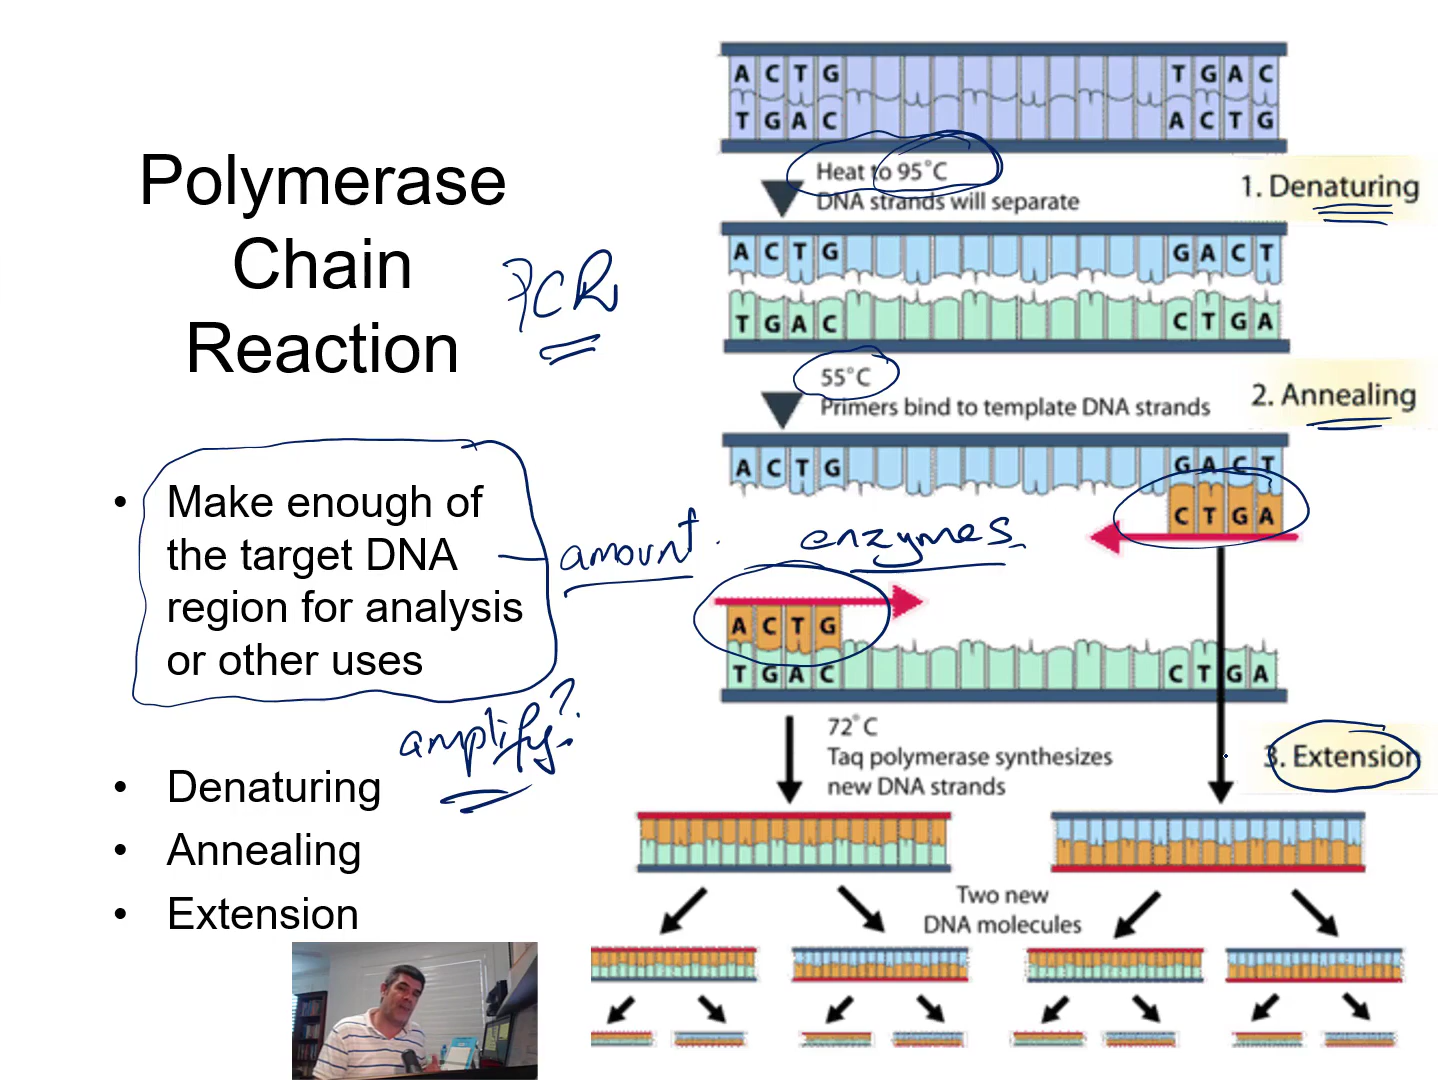 Polymerase
Chain
Reaction
PCR
• Make enough of
the target DNA
region for analysis
or other uses
amount.
amplify?
• Denaturing
• Annealing
• Extension
A C T G T G A C
T G A C A C T G
Heat to 95°C
DNA strands will separate
1. Denaturing
A C T G G A C T
T G A C C T G A
55°C
Primers bind to template DNA strands
2. Annealing
A C T G G A C T
C T G A
enzymes
A C T G
T G A C C T G A
72°C
Taq polymerase synthesizes
new DNA strands
3. Extension
Two new
DNA molecules